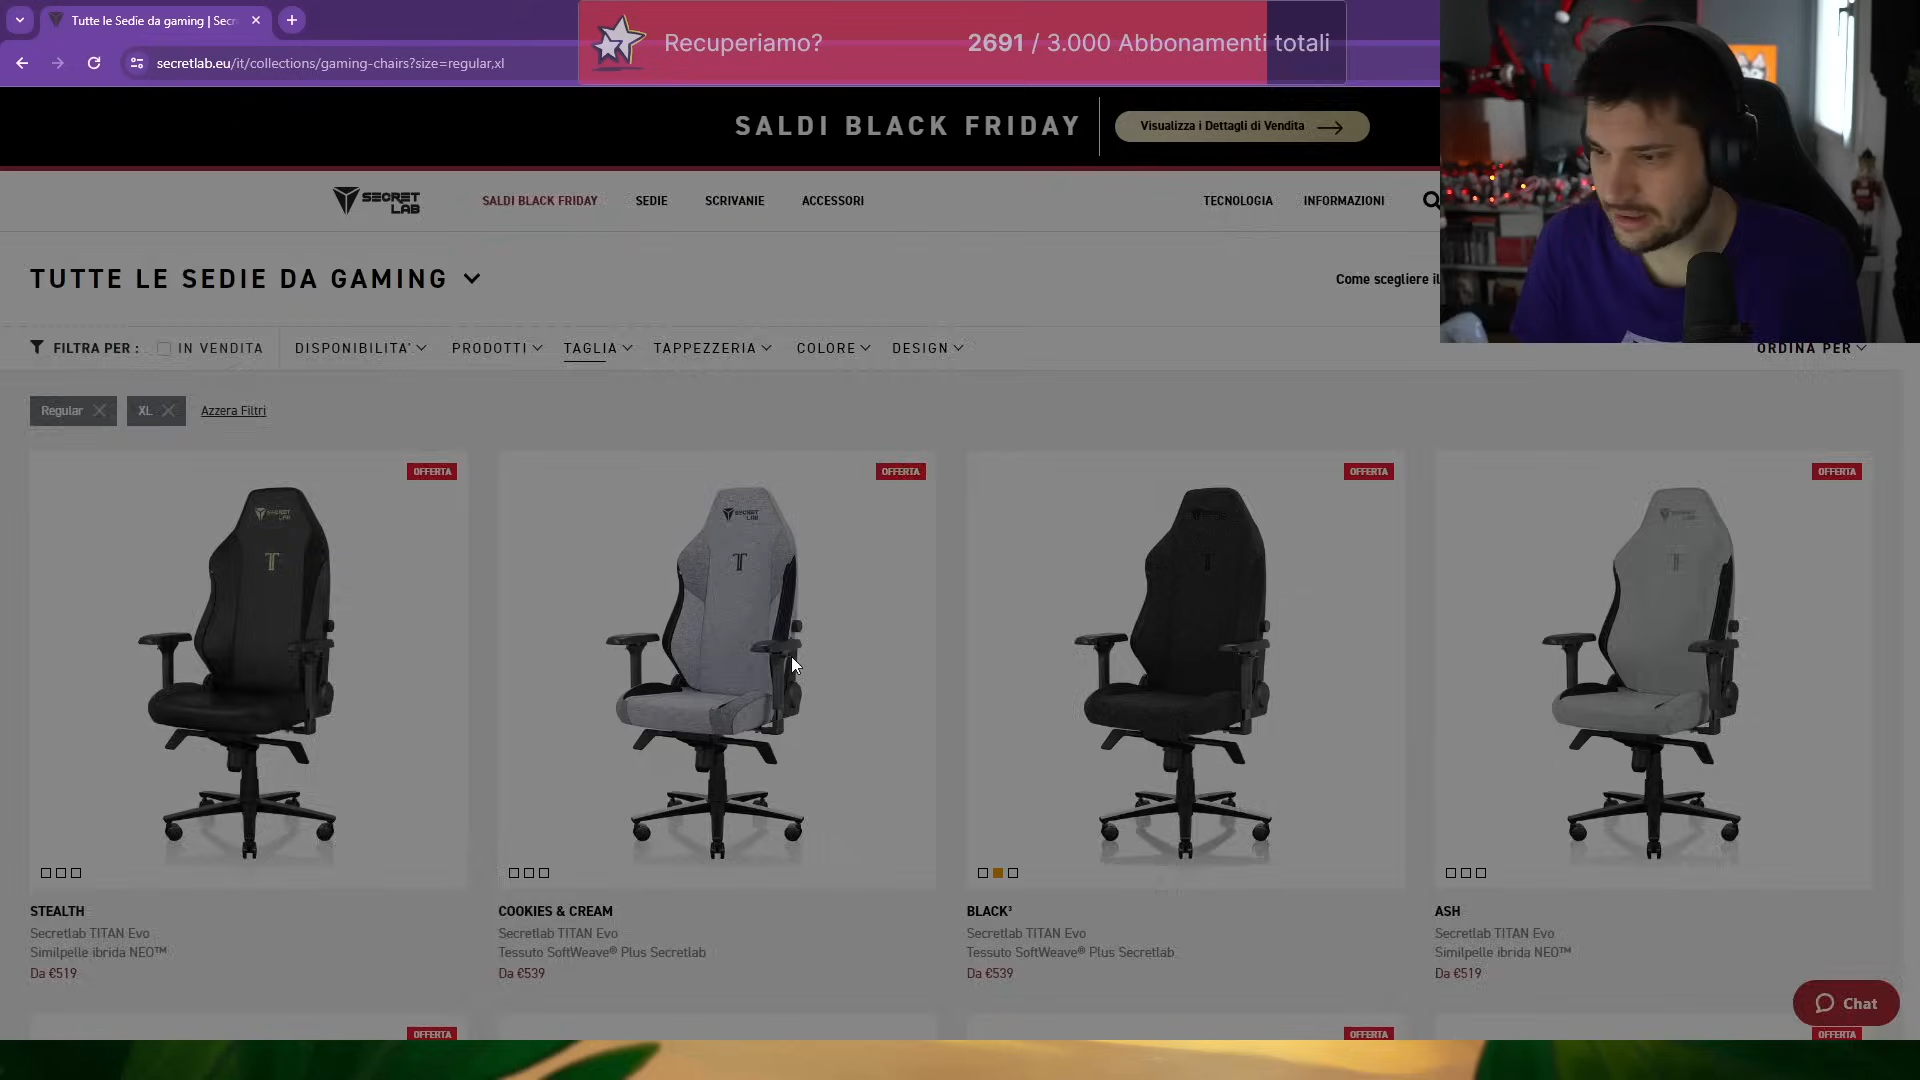 Tutte le Sedie da gaming | Secr
secretlab.eu/it/collections/gaming-chairs?size=regular,xl
Recuperiamo?
2691 / 3.000 Abbonamenti totali
SALDI BLACK FRIDAY
Visualizza i Dettagli di Vendita
SECRET LAB
SALDI BLACK FRIDAY
SEDIE
SCRIVANIE
ACCESSORI
TECNOLOGIA
INFORMAZIONI
TUTTE LE SEDIE DA GAMING
Come scegliere il
FILTRA PER :
IN VENDITA
DISPONIBILITA'
PRODOTTI
TAGLIA
TAPPEZZERIA
COLORE
DESIGN
ORDINA PER
Regular
XL
Azzera Filtri
OFFERTA
OFFERTA
OFFERTA
OFFERTA
STEALTH
Secretlab TITAN Evo
Similpelle ibrida NEO™
Da €519
COOKIES & CREAM
Secretlab TITAN Evo
Tessuto SoftWeave® Plus Secretlab
Da €539
BLACK³
Secretlab TITAN Evo
Tessuto SoftWeave® Plus Secretlab
Da €539
ASH
Secretlab TITAN Evo
Similpelle ibrida NEO™
Da €519
Chat
OFFERTA
OFFERTA
OFFERTA